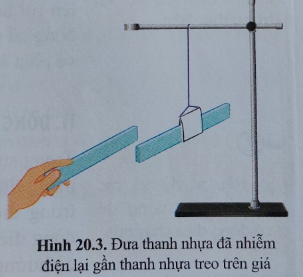 Hình 20.3. Đưa thanh nhựa đã nhiễm
điện lại gần thanh nhựa treo trên giá